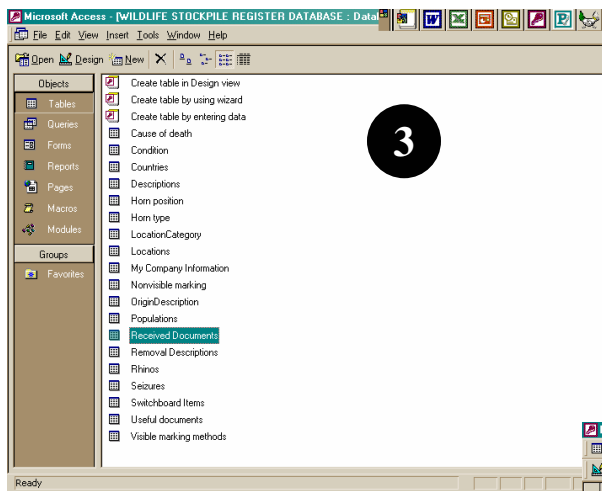 Microsoft Access - [WILDLIFE STOCKPILE REGISTER DATABASE : Datal
File Edit View Insert Tools Window Help
Open Design New
Objects
Tables
Queries
Forms
Reports
Pages
Macros
Modules
Groups
Favorites
Create table in Design view
Create table by using wizard
Create table by entering data
Cause of death
Condition
Countries
Descriptions
Horn position
Horn type
LocationCategory
Locations
My Company Information
Nonvisible marking
OriginDescription
Populations
Received Documents
Removal Descriptions
Rhinos
Seizures
Switchboard Items
Useful documents
Visible marking methods
3
Ready